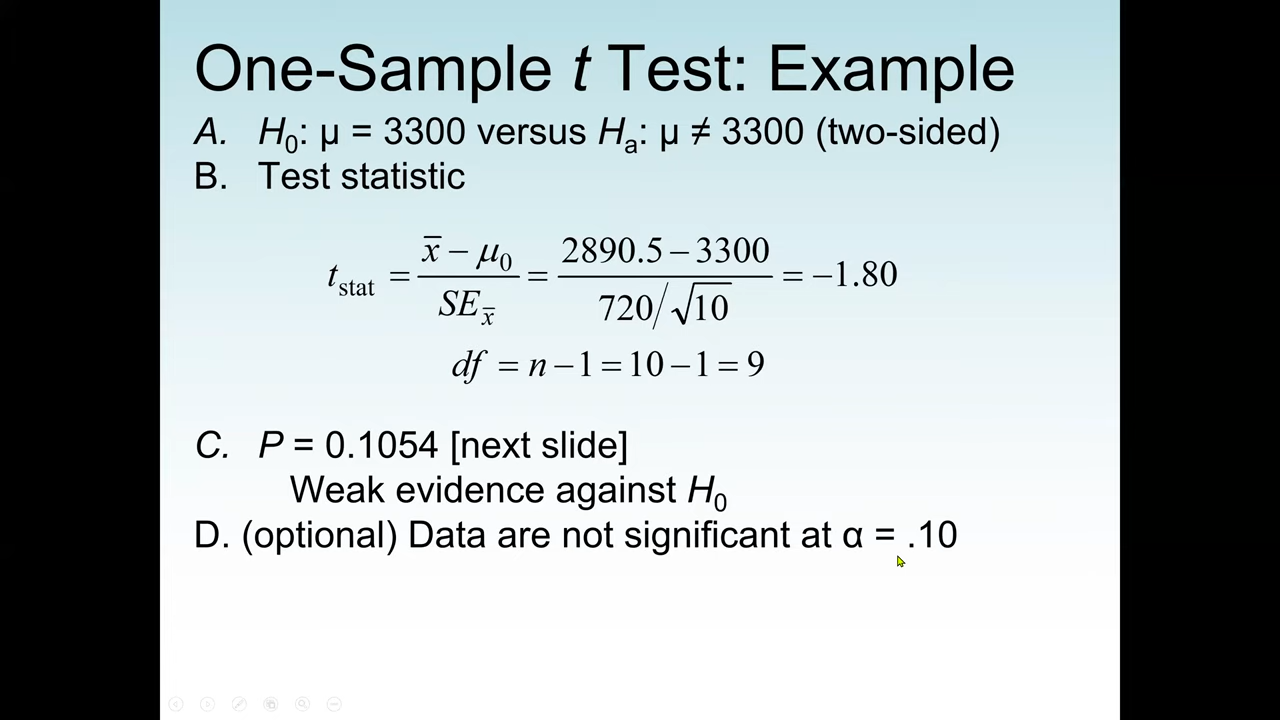 One-Sample t Test: Example
A. H₀: μ = 3300 versus Hₐ: μ ≠ 3300 (two-sided)
B. Test statistic
t_stat = (x̄ − μ₀) / SE_x̄ = (2890.5 − 3300) / (720/√10) = −1.80
df = n − 1 = 10 − 1 = 9
C. P = 0.1054 [next slide]
Weak evidence against H₀
D. (optional) Data are not significant at α = .10